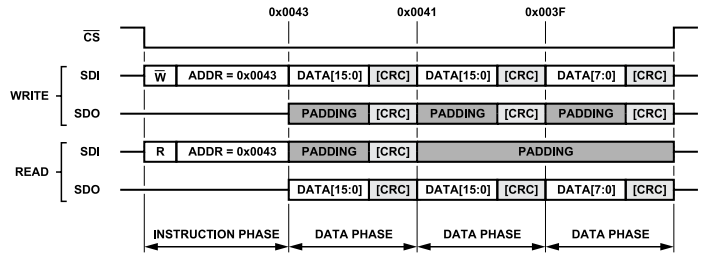 0x0043 0x0041 0x003F
CS
WRITE
SDI W ADDR = 0x0043 DATA[15:0] [CRC] DATA[15:0] [CRC] DATA[7:0] [CRC]
SDO PADDING [CRC] PADDING [CRC] PADDING [CRC]
READ
SDI R ADDR = 0x0043 PADDING [CRC] PADDING
SDO DATA[15:0] [CRC] DATA[15:0] [CRC] DATA[7:0] [CRC]
INSTRUCTION PHASE DATA PHASE DATA PHASE DATA PHASE